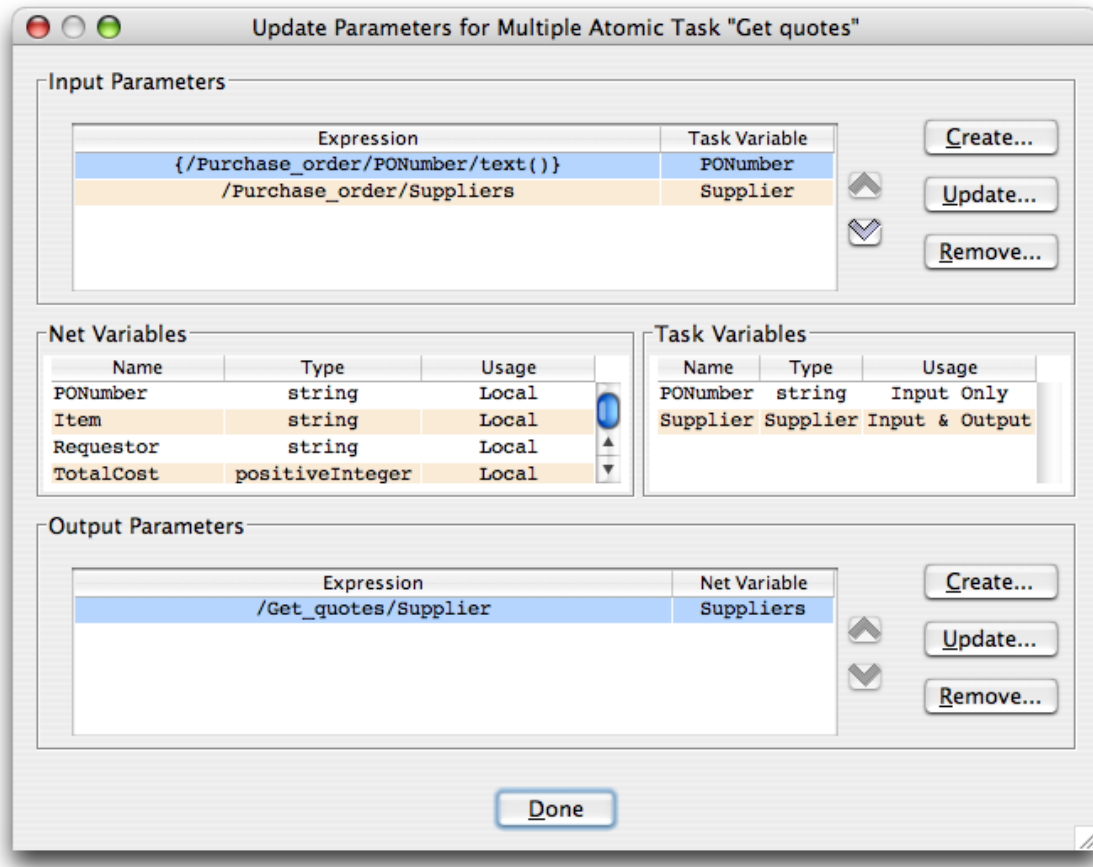 Update Parameters for Multiple Atomic Task "Get quotes"
Input Parameters
Expression Task Variable
{/Purchase_order/PONumber/text()} PONumber
/Purchase_order/Suppliers Supplier
Create...
Update...
Remove...
Net Variables
Name Type Usage
PONumber string Local
Item string Local
Requestor string Local
TotalCost positiveInteger Local
Task Variables
Name Type Usage
PONumber string Input Only
Supplier Supplier Input & Output
Output Parameters
Expression Net Variable
/Get_quotes/Supplier Suppliers
Create...
Update...
Remove...
Done